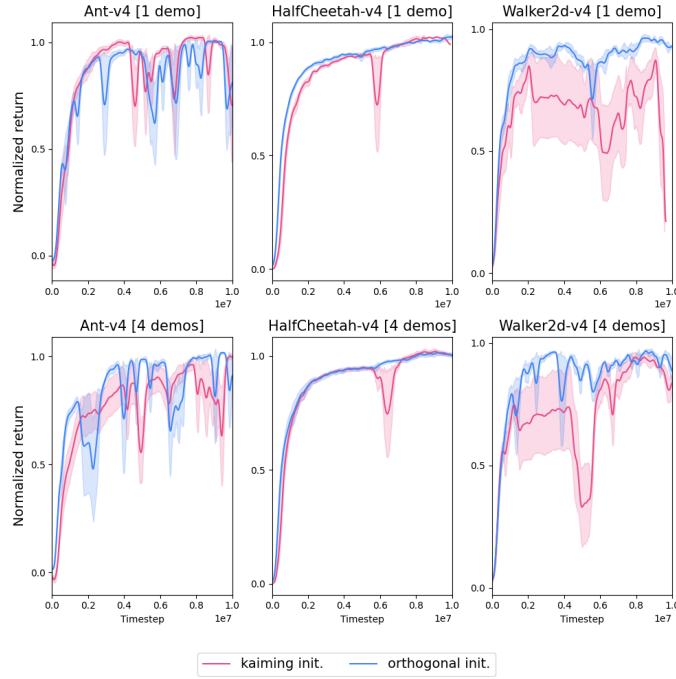 Ant-v4 [1 demo]
HalfCheetah-v4 [1 demo]
Walker2d-v4 [1 demo]
Normalized return
1.0
0.5
0.0
0.0 0.2 0.4 0.6 0.8 1.0
1e7
1.0
0.5
0.0
0.0 0.2 0.4 0.6 0.8 1.0
1e7
1.0
0.5
0.0
0.0 0.2 0.4 0.6 0.8 1.0
1e7
Ant-v4 [4 demos]
HalfCheetah-v4 [4 demos]
Walker2d-v4 [4 demos]
Normalized return
1.0
0.5
0.0
0.0 0.2 0.4 0.6 0.8 1.0
Timestep 1e7
1.0
0.5
0.0
0.0 0.2 0.4 0.6 0.8 1.0
Timestep 1e7
1.0
0.5
0.0
0.0 0.2 0.4 0.6 0.8 1.0
Timestep 1e7
kaiming init. orthogonal init.